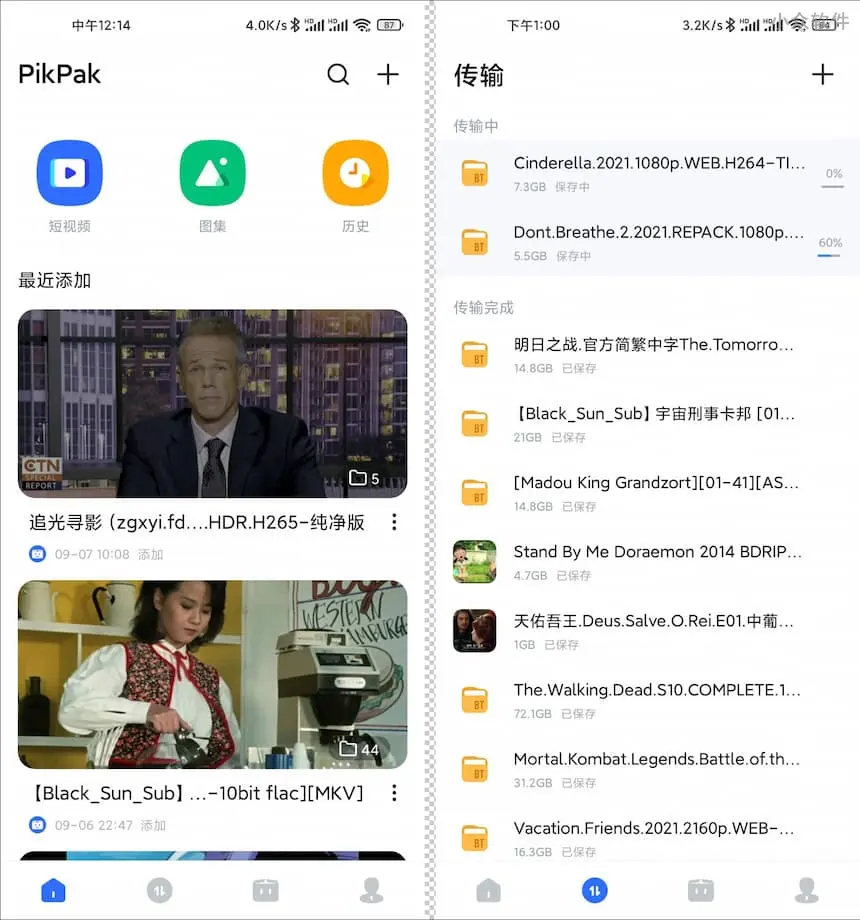 中午12:14
4.0K/s
HD
HD
87
PikPak
短视频
图集
历史
最近添加
CTN
SPECIAL
REPORT
5
追光寻影 (zgxyi.fd....HDR.H265-纯净版
09-07 10:08 添加
WESTERN
44
【Black_Sun_Sub】...-10bit flac][MKV]
09-06 22:47 添加
下午1:00
3.2K/s
HD
HD
84
小众软件
传输
传输中
Cinderella.2021.1080p.WEB.H264-TI...
BT
7.3GB 保存中
0%
Dont.Breathe.2.2021.REPACK.1080p....
BT
5.5GB 保存中
60%
传输完成
明日之战.官方简繁中字The.Tomorro...
BT
14.8GB 已保存
【Black_Sun_Sub】宇宙刑事卡邦 [01...
BT
21GB 已保存
[Madou King Grandzort][01-41][AS...
BT
14.8GB 已保存
Stand By Me Doraemon 2014 BDRIP...
4.7GB 已保存
天佑吾王.Deus.Salve.O.Rei.E01.中葡...
1GB 已保存
The.Walking.Dead.S10.COMPLETE.1...
BT
72.1GB 已保存
Mortal.Kombat.Legends.Battle.of.th...
BT
31.2GB 已保存
Vacation.Friends.2021.2160p.WEB-...
BT
16.3GB 已保存